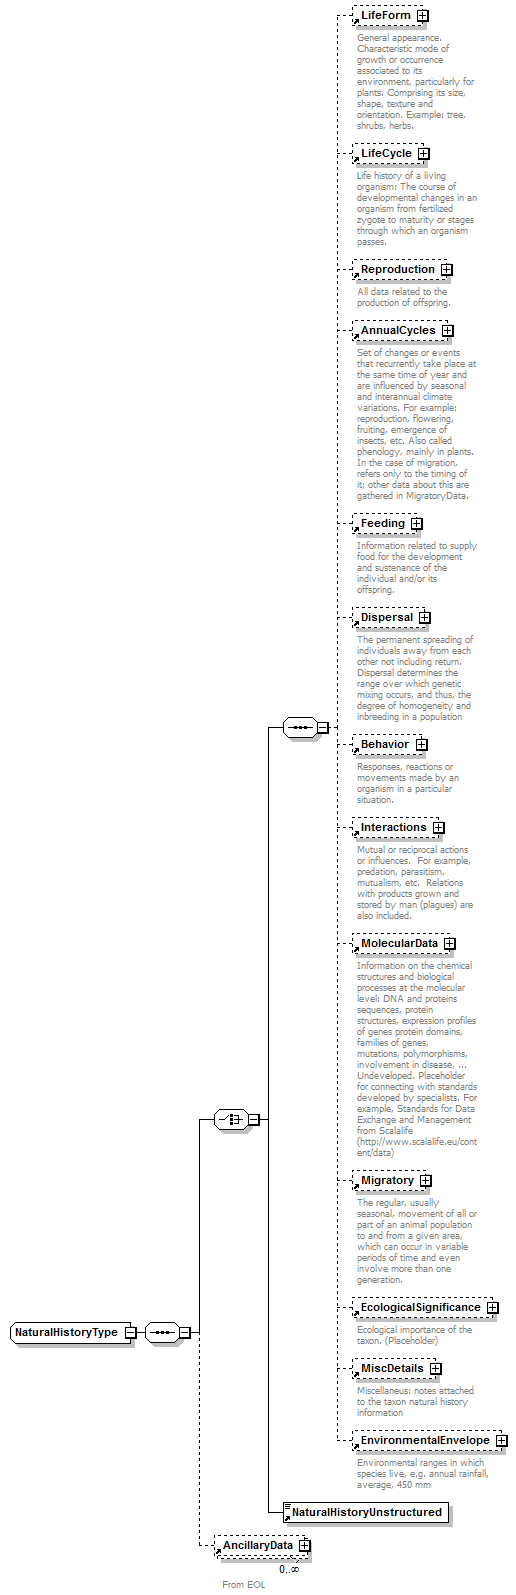 LifeForm
General appearance.
Characteristic mode of
growth or occurrence
associated to its
environment, particularly for
plants. Comprising its size,
shape, texture and
orientation. Example: tree,
shrubs, herbs.
LifeCycle
Life history of a living
organism: The course of
developmental changes in an
organism from fertilized
zygote to maturity or stages
through which an organism
passes.
Reproduction
All data related to the
production of offspring.
AnnualCycles
Set of changes or events
that recurrently take place at
the same time of year and
are influenced by seasonal
and interannual climate
variations. For example:
reproduction, flowering,
fruiting, emergence of
insects, etc. Also called
phenology, mainly in plants.
In the case of migration,
refers only to the timing of
it; other data about this are
gathered in MigratoryData.
Feeding
Information related to supply
food for the development
and sustenance of the
individual and/or its
offspring.
Dispersal
The permanent spreading of
individuals away from each
other not including return.
Dispersal determines the
range over which genetic
mixing occurs, and thus, the
degree of homogeneity and
inbreeding in a population
Behavior
Responses, reactions or
movements made by an
organism in a particular
situation.
Interactions
Mutual or reciprocal actions
or influences.  For example,
predation, parasitism,
mutualism, etc.  Relations
with products grown and
stored by man (plagues) are
also included.
MolecularData
Information on the chemical
structures and biological
processes at the molecular
level: DNA and proteins
sequences, protein
structures, expression profiles
of genes protein domains,
families of genes,
mutations, polymorphisms,
involvement in disease, ...
Undeveloped. Placeholder
for connecting with standards
developed by specialists. For
example, Standards for Data
Exchange and Management
from Scalalife
(http://www.scalalife.eu/cont
ent/data)
Migratory
The regular, usually
seasonal, movement of all or
part of an animal population
to and from a given area,
which can occur in variable
periods of time and even
involve more than one
generation.
EcologicalSignificance
Ecological importance of the
taxon. (Placeholder)
NaturalHistoryType
MiscDetails
Miscellaneus: notes attached
to the taxon natural history
information
EnvironmentalEnvelope
Environmental ranges in which
species live, e.g. annual rainfall,
average, 450 mm
NaturalHistoryUnstructured
AncillaryData
0..∞
From EOL